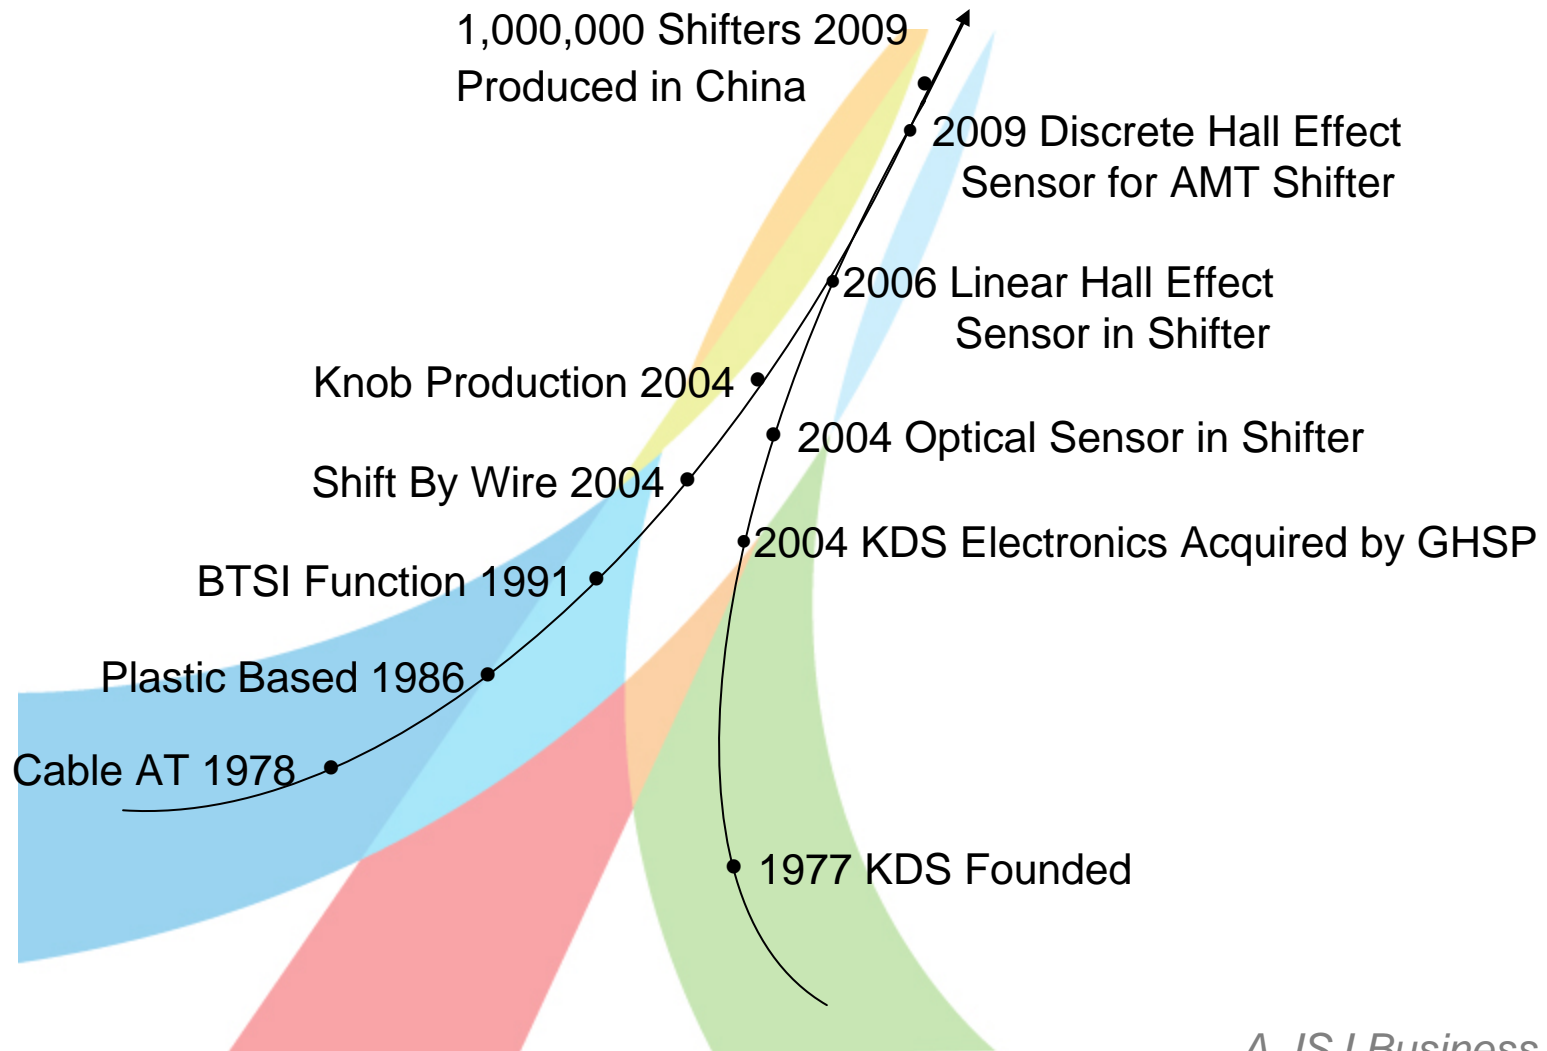 1,000,000 Shifters 2009
Produced in China
2009 Discrete Hall Effect
Sensor for AMT Shifter
2006 Linear Hall Effect
Sensor in Shifter
Knob Production 2004
2004 Optical Sensor in Shifter
Shift By Wire 2004
2004 KDS Electronics Acquired by GHSP
BTSI Function 1991
Plastic Based 1986
Cable AT 1978
1977 KDS Founded
A JSJ Business